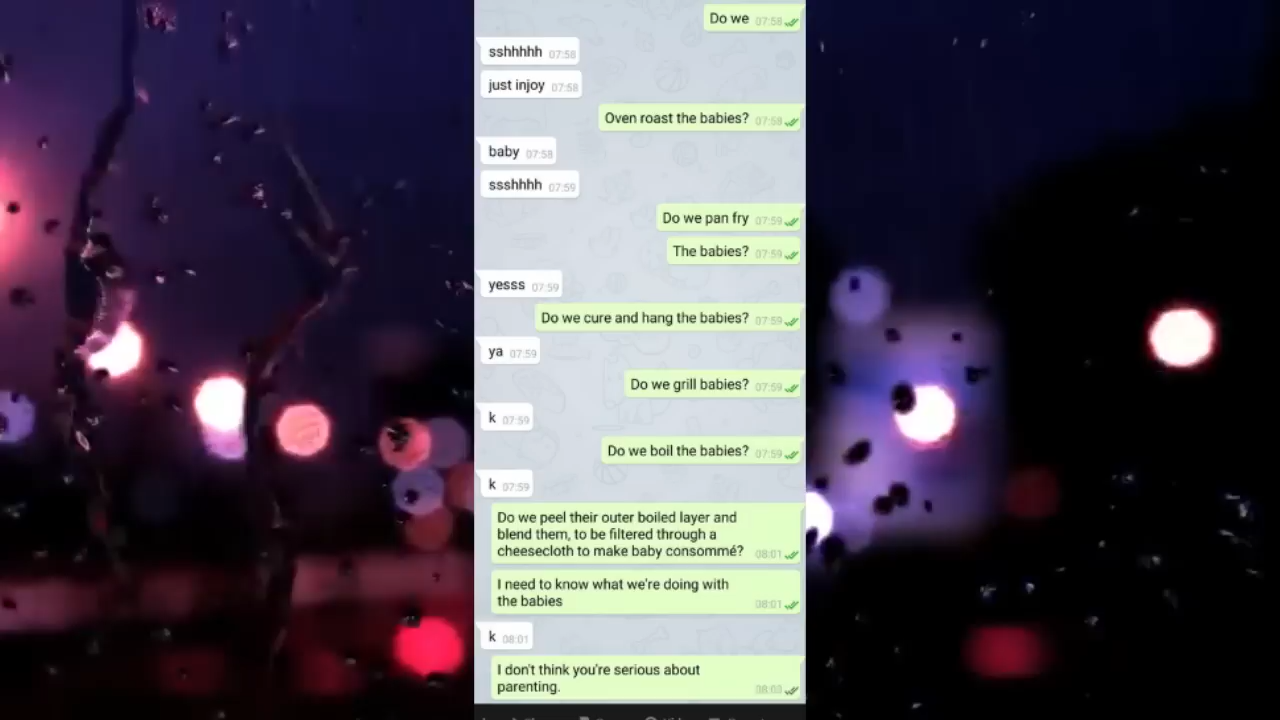 Do we 07:58
sshhhhh 07:58
just injoy 07:58
Oven roast the babies? 07:58
baby 07:58
ssshhhh 07:59
Do we pan fry 07:59
The babies? 07:59
yesss 07:59
Do we cure and hang the babies? 07:59
ya 07:59
Do we grill babies? 07:59
k 07:59
Do we boil the babies? 07:59
k 07:59
Do we peel their outer boiled layer and
blend them, to be filtered through a
cheesecloth to make baby consommé? 08:01
I need to know what we're doing with
the babies 08:01
k 08:01
I don't think you're serious about
parenting.